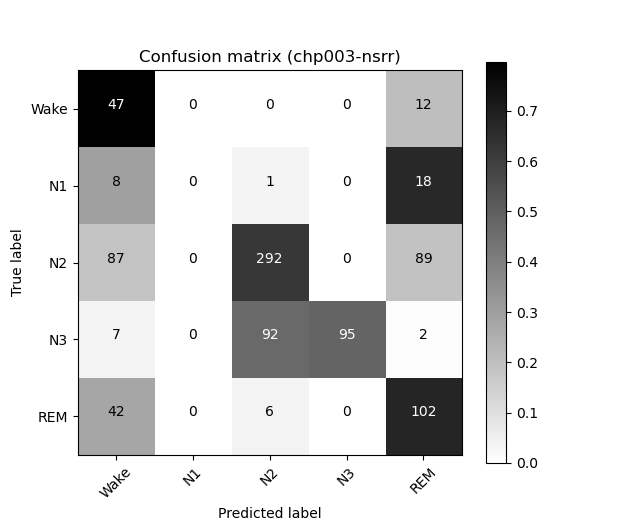 Confusion matrix (chp003-nsrr)
True label
Wake 47 0 0 0 12
N1 8 0 1 0 18
N2 87 0 292 0 89
N3 7 0 92 95 2
REM 42 0 6 0 102
Wake N1 N2 N3 REM
Predicted label
0.7
0.6
0.5
0.4
0.3
0.2
0.1
0.0